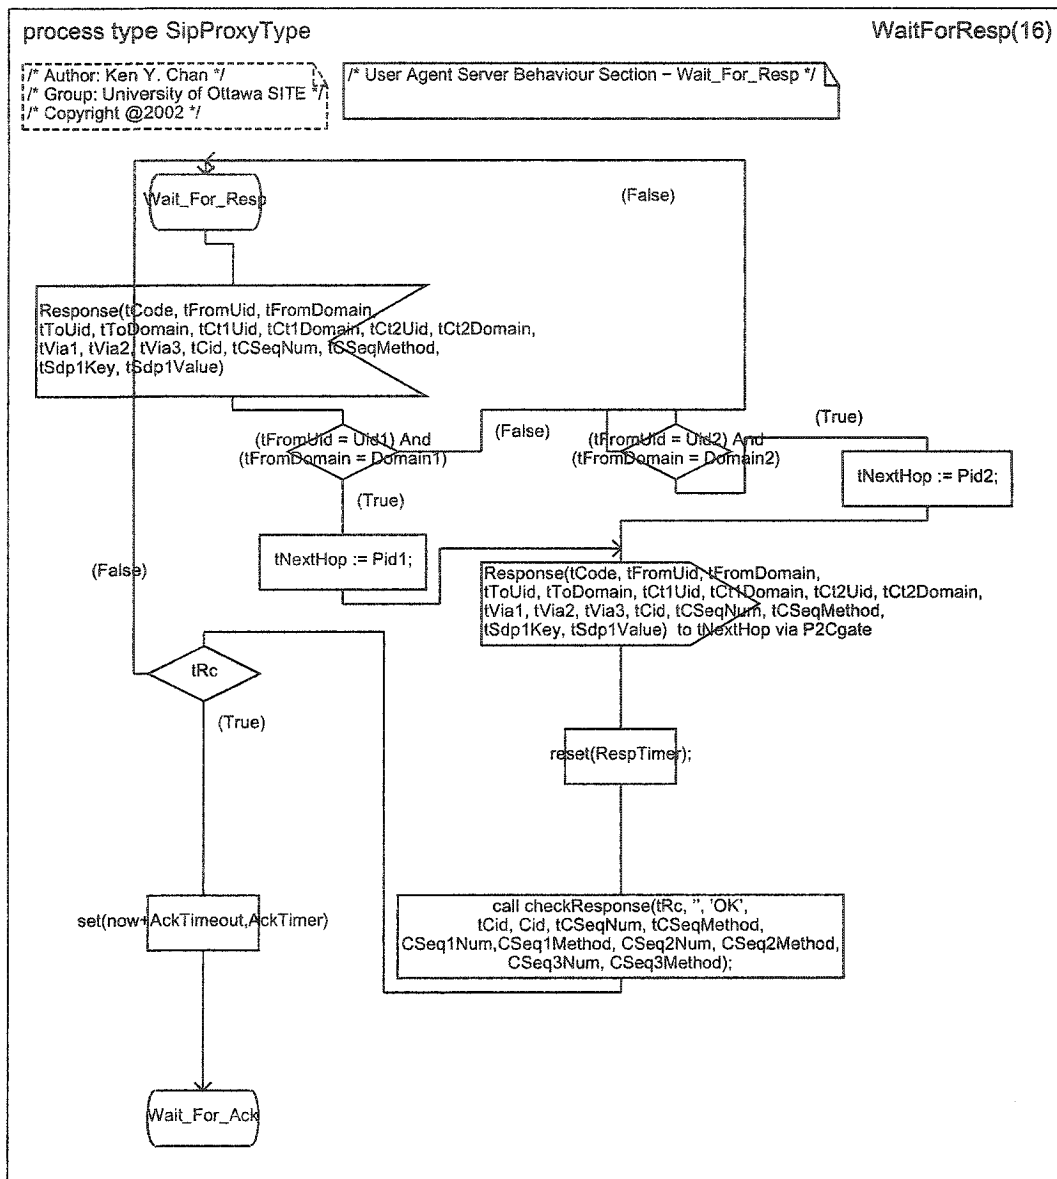 process type SipProxyType
WaitForResp(16)
/* Author: Ken Y. Chan */
/* Group: University of Ottawa SITE */
/* Copyright @2002 */
/* User Agent Server Behaviour Section – Wait_For_Resp */
Wait_For_Resp
(False)
Response(tCode, tFromUid, tFromDomain,
tToUid, tToDomain, tCt1Uid, tCt1Domain, tCt2Uid, tCt2Domain,
tVia1, tVia2, tVia3, tCid, tCSeqNum, tCSeqMethod,
tSdp1Key, tSdp1Value)
(tFromUid = Uid1) And
(tFromDomain = Domain1)
(False)
(tFromUid = Uid2) And
(tFromDomain = Domain2)
(True)
tNextHop := Pid2;
(True)
tNextHop := Pid1;
(False)
Response(tCode, tFromUid, tFromDomain,
tToUid, tToDomain, tCt1Uid, tCt1Domain, tCt2Uid, tCt2Domain,
tVia1, tVia2, tVia3, tCid, tCSeqNum, tCSeqMethod,
tSdp1Key, tSdp1Value) to tNextHop via P2Cgate
tRc
(True)
reset(RespTimer);
set(now+AckTimeout,AckTimer)
call checkResponse(tRc, '', 'OK',
tCid, Cid, tCSeqNum, tCSeqMethod,
CSeq1Num,CSeq1Method, CSeq2Num, CSeq2Method,
CSeq3Num, CSeq3Method);
Wait_For_Ack